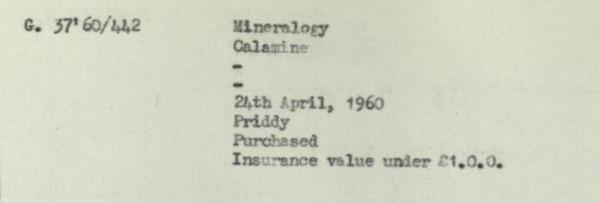 G. 37'60/442 Mineralogy
Calamine
-
-
24th April, 1960
Priddy
Purchased
Insurance value under £1.0.0.